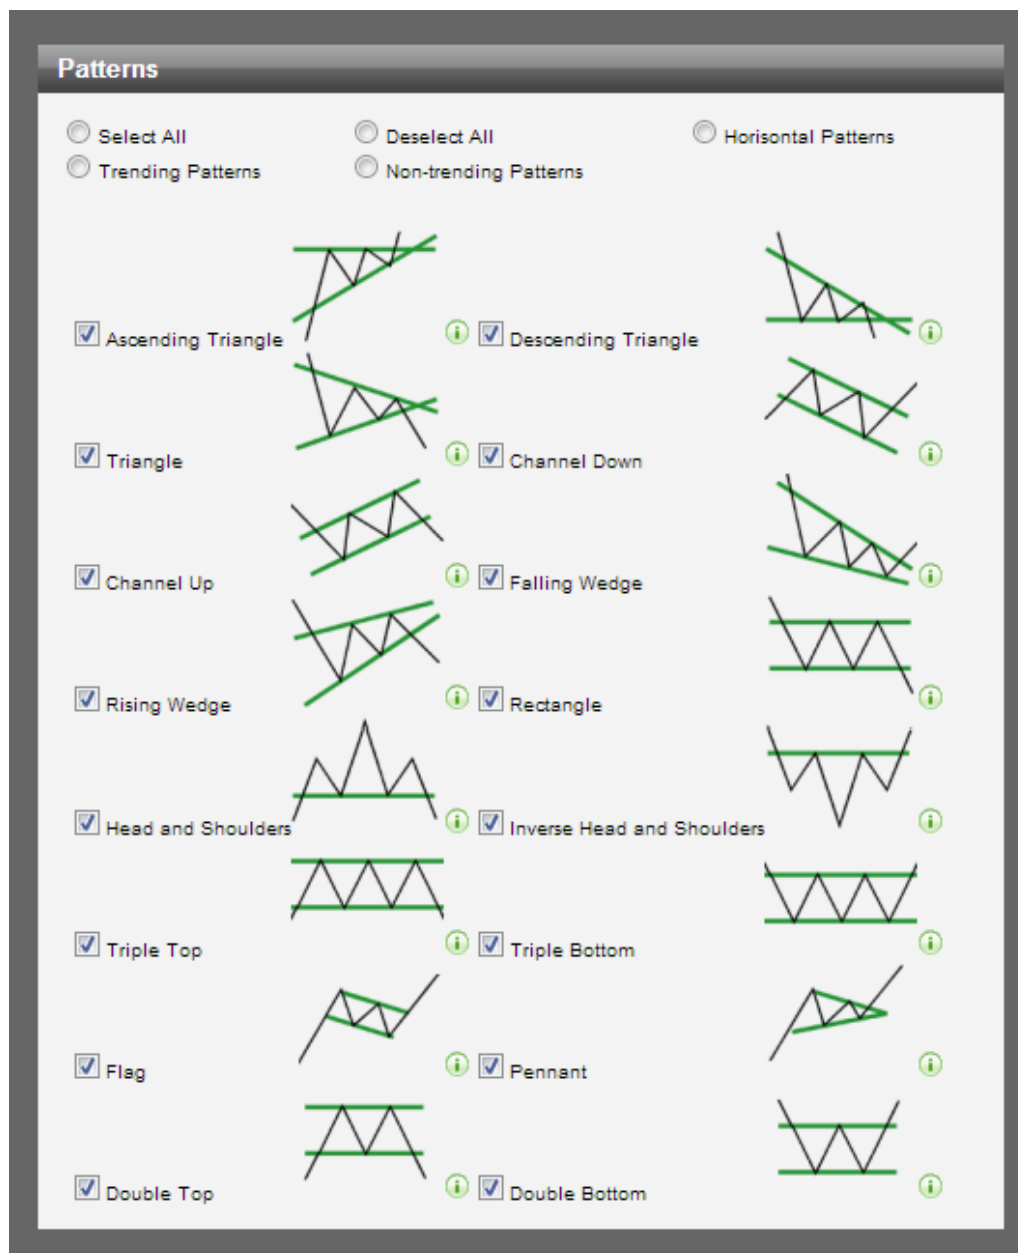 Patterns
Select All Deselect All Horisontal Patterns
Trending Patterns Non-trending Patterns
Ascending Triangle Descending Triangle
Triangle Channel Down
Channel Up Falling Wedge
Rising Wedge Rectangle
Head and Shoulders Inverse Head and Shoulders
Triple Top Triple Bottom
Flag Pennant
Double Top Double Bottom